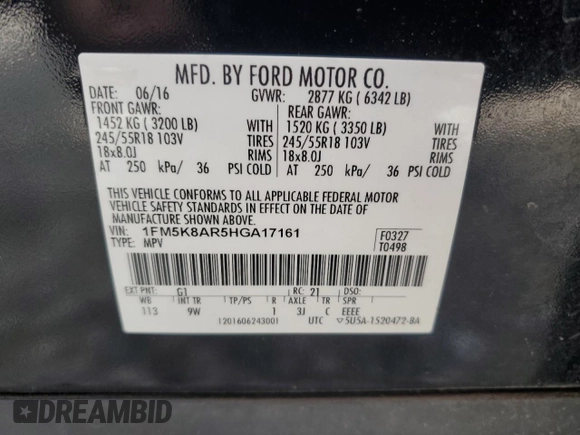 MFD. BY FORD MOTOR CO.
DATE: 06/16 GVWR: 2877 KG ( 6342 LB)
FRONT GAWR: REAR GAWR:
1452 KG ( 3200 LB) WITH 1520 KG ( 3350 LB) WITH
245/55R18 103V TIRES 245/55R18 103V TIRES
18x8.0J RIMS 18x8.0J RIMS
AT 250 kPa/ 36 PSI COLD AT 250 kPa/ 36 PSI COLD
THIS VEHICLE CONFORMS TO ALL APPLICABLE FEDERAL MOTOR
VEHICLE SAFETY STANDARDS IN EFFECT ON THE DATE OF
MANUFACTURE SHOWN ABOVE.
VIN: 1FM5K8AR5HGA17161 F0327
TYPE: MPV T0498
EXT PNT: G1 RC: 21 DSO:
WB INT TR TP/PS R AXLE TR SPR
113 9W 1 3J C EEEE
1201606243001 UTC 5U5A-1520472-BA
DREAMBID